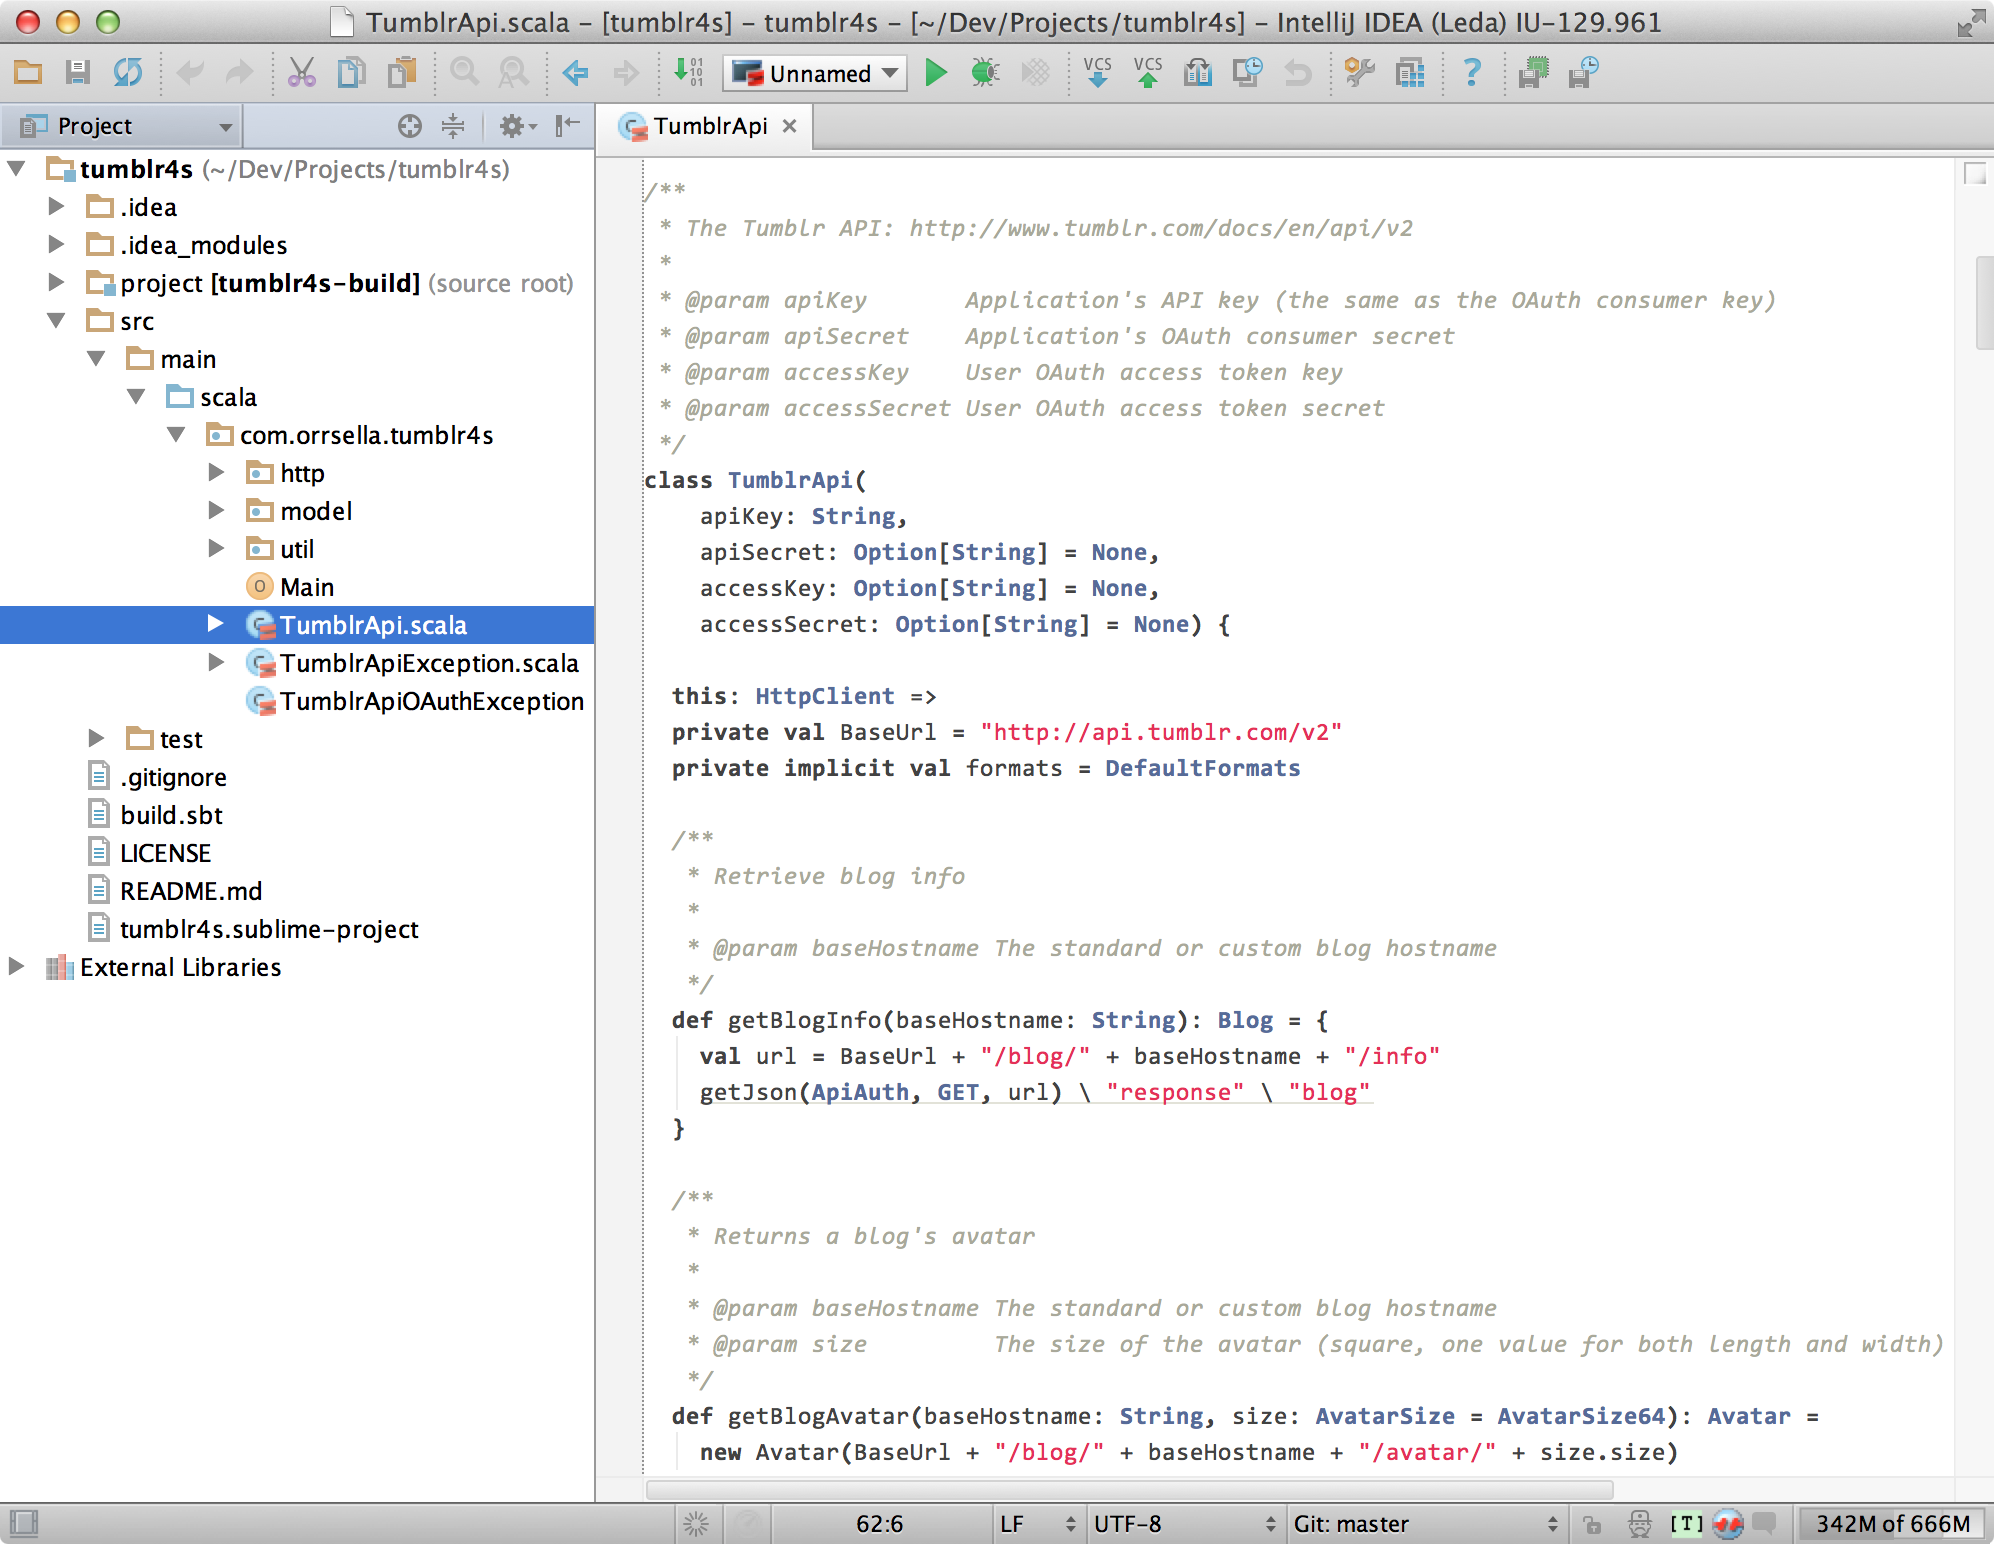 TumblrApi.scala – [tumblr4s] – tumblr4s – [~/Dev/Projects/tumblr4s] – IntelliJ IDEA (Leda) IU-129.961
01
10
01
Unnamed
VCS
VCS
?
Project
TumblrApi
tumblr4s (~/Dev/Projects/tumblr4s)
.idea
.idea_modules
project [tumblr4s-build] (source root)
src
main
scala
com.orrsella.tumblr4s
http
model
util
O Main
TumblrApi.scala
TumblrApiException.scala
TumblrApiOAuthException
test
.gitignore
build.sbt
LICENSE
README.md
tumblr4s.sublime-project
External Libraries
/**
 * The Tumblr API: http://www.tumblr.com/docs/en/api/v2
 *
 * @param apiKey       Application's API key (the same as the OAuth consumer key)
 * @param apiSecret    Application's OAuth consumer secret
 * @param accessKey    User OAuth access token key
 * @param accessSecret User OAuth access token secret
 */
class TumblrApi(
    apiKey: String,
    apiSecret: Option[String] = None,
    accessKey: Option[String] = None,
    accessSecret: Option[String] = None) {
  this: HttpClient =>
  private val BaseUrl = "http://api.tumblr.com/v2"
  private implicit val formats = DefaultFormats
  /**
   * Retrieve blog info
   *
   * @param baseHostname The standard or custom blog hostname
   */
  def getBlogInfo(baseHostname: String): Blog = {
    val url = BaseUrl + "/blog/" + baseHostname + "/info"
    getJson(ApiAuth, GET, url) \ "response" \ "blog"
  }
  /**
   * Returns a blog's avatar
   *
   * @param baseHostname The standard or custom blog hostname
   * @param size         The size of the avatar (square, one value for both length and width)
   */
  def getBlogAvatar(baseHostname: String, size: AvatarSize = AvatarSize64): Avatar =
    new Avatar(BaseUrl + "/blog/" + baseHostname + "/avatar/" + size.size)
62:6
LF
UTF-8
Git: master
[T]
342M of 666M